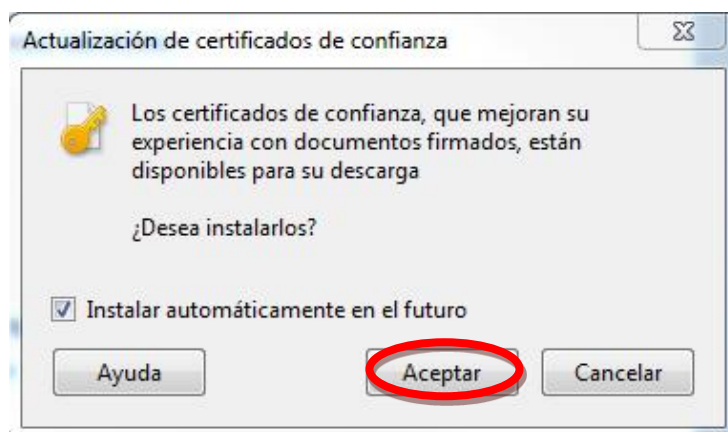 Actualización de certificados de confianza
Los certificados de confianza, que mejoran su
experiencia con documentos firmados, están
disponibles para su descarga
¿Desea instalarlos?
Instalar automáticamente en el futuro
Ayuda Aceptar Cancelar